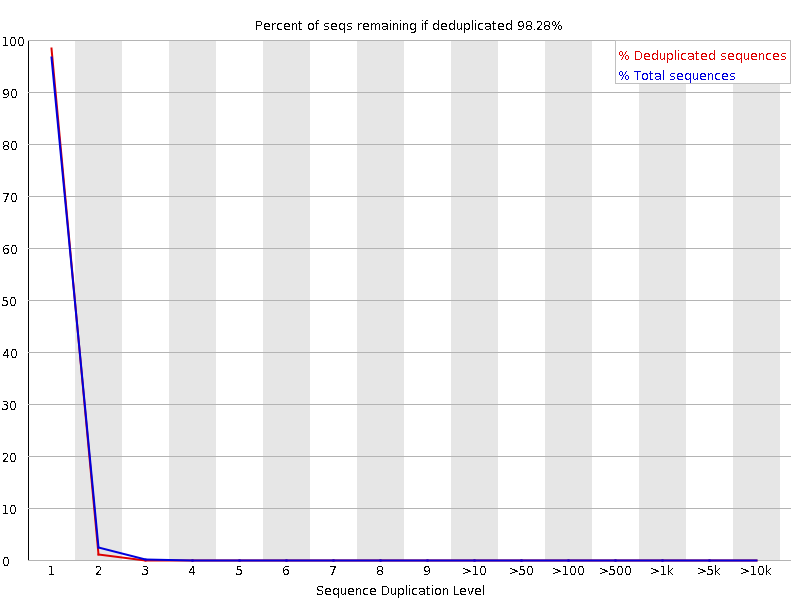 Percent of seqs remaining if deduplicated 98.28%
% Deduplicated sequences
% Total sequences
100
90
80
70
60
50
40
30
20
10
0
1 2 3 4 5 6 7 8 9 >10 >50 >100 >500 >1k >5k >10k
Sequence Duplication Level